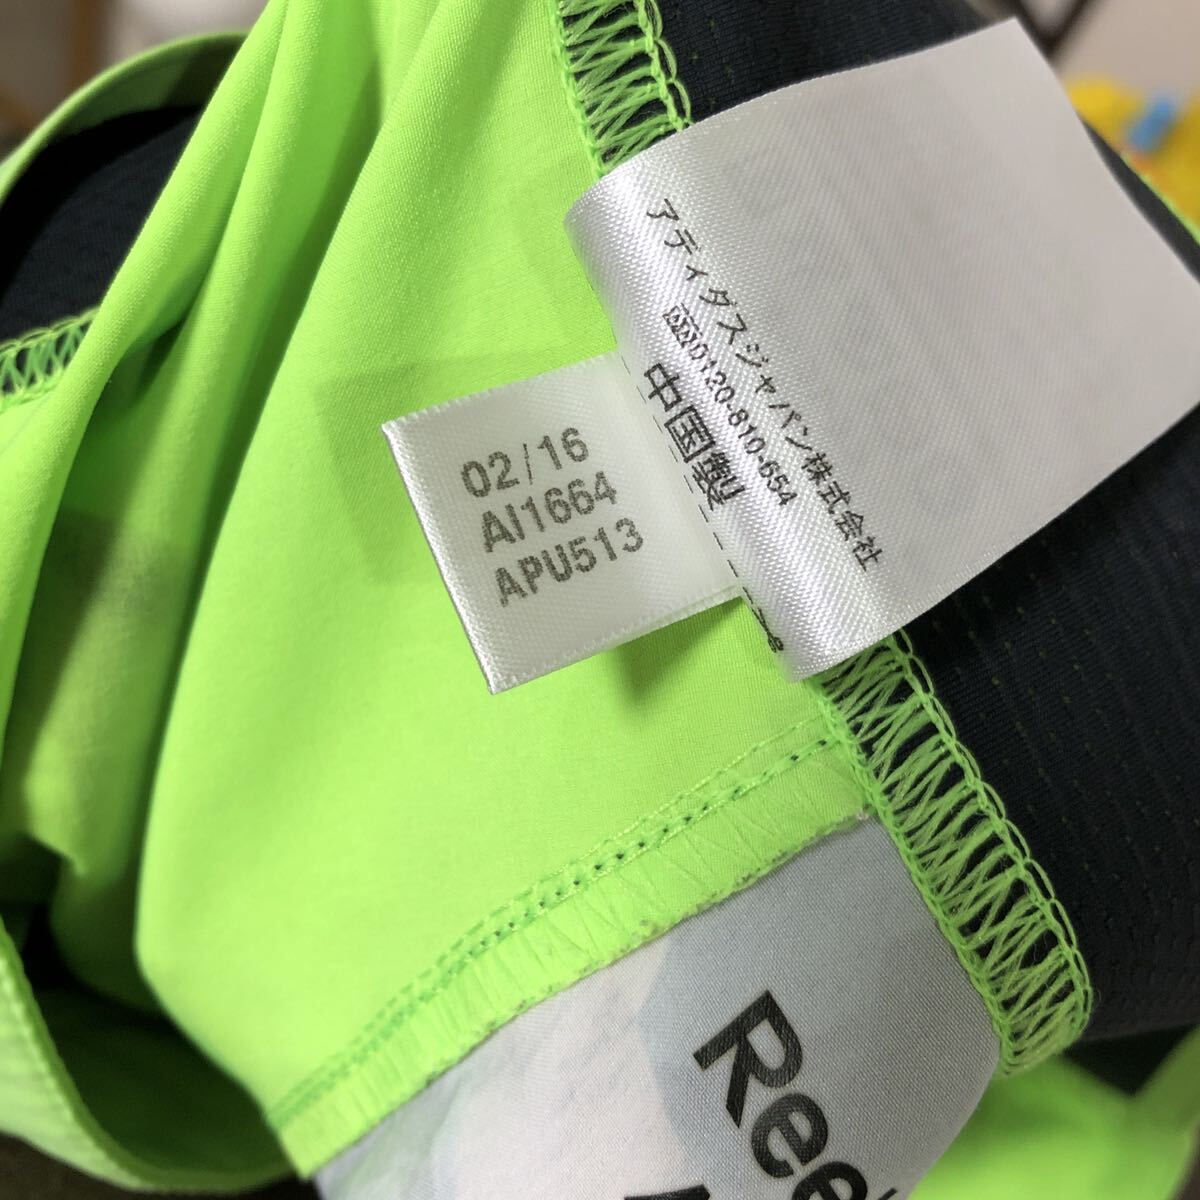 アディダスジャパン株式会社
0120-810-654
中国製
02/16
AI1664
APU513
Ree